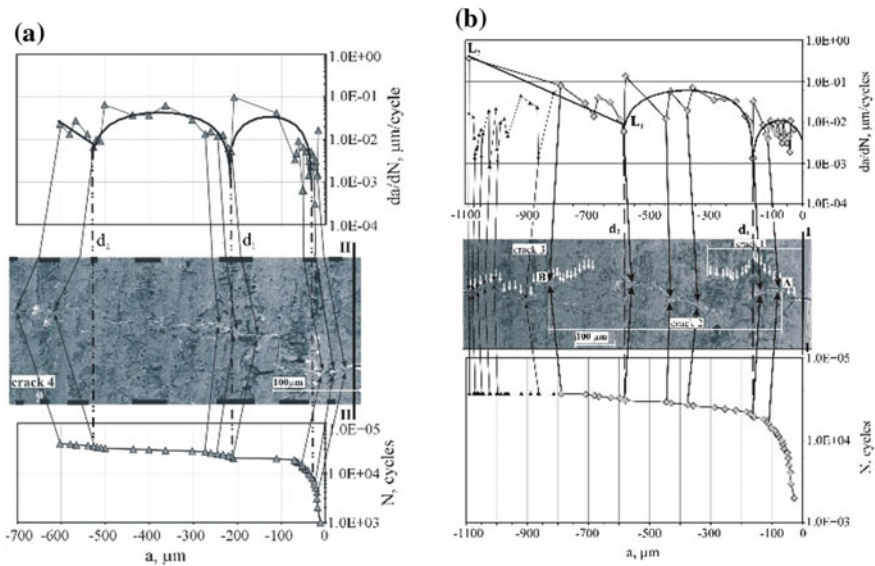 (a)
1.0E+00
1.0E-01
1.0E-02
1.0E-03
1.0E-04
da/dN, μm/cycle
d₂
d₁
II
crack 4
100μm
II
1.0E-05
1 0E+04
1.0E+03
N, cycles
-700
-600
-500
-400
-300
-200
-100
0
a, μm
(b)
L₂
L₁
1.0E+00
1.0E-01
1.0E-02
1.0E-03
1.0E-04
da/dN, μm/cycles
-1100
-900
-700
-500
-300
-100
0
d₂
d₁
I
crack 3
crack 1
B
A
crack 2
100 μm
I
1.0E-05
1.0E+04
1.0E-03
N. cycles
-1100
-900
-700
-500
-300
-100
0
a, μm